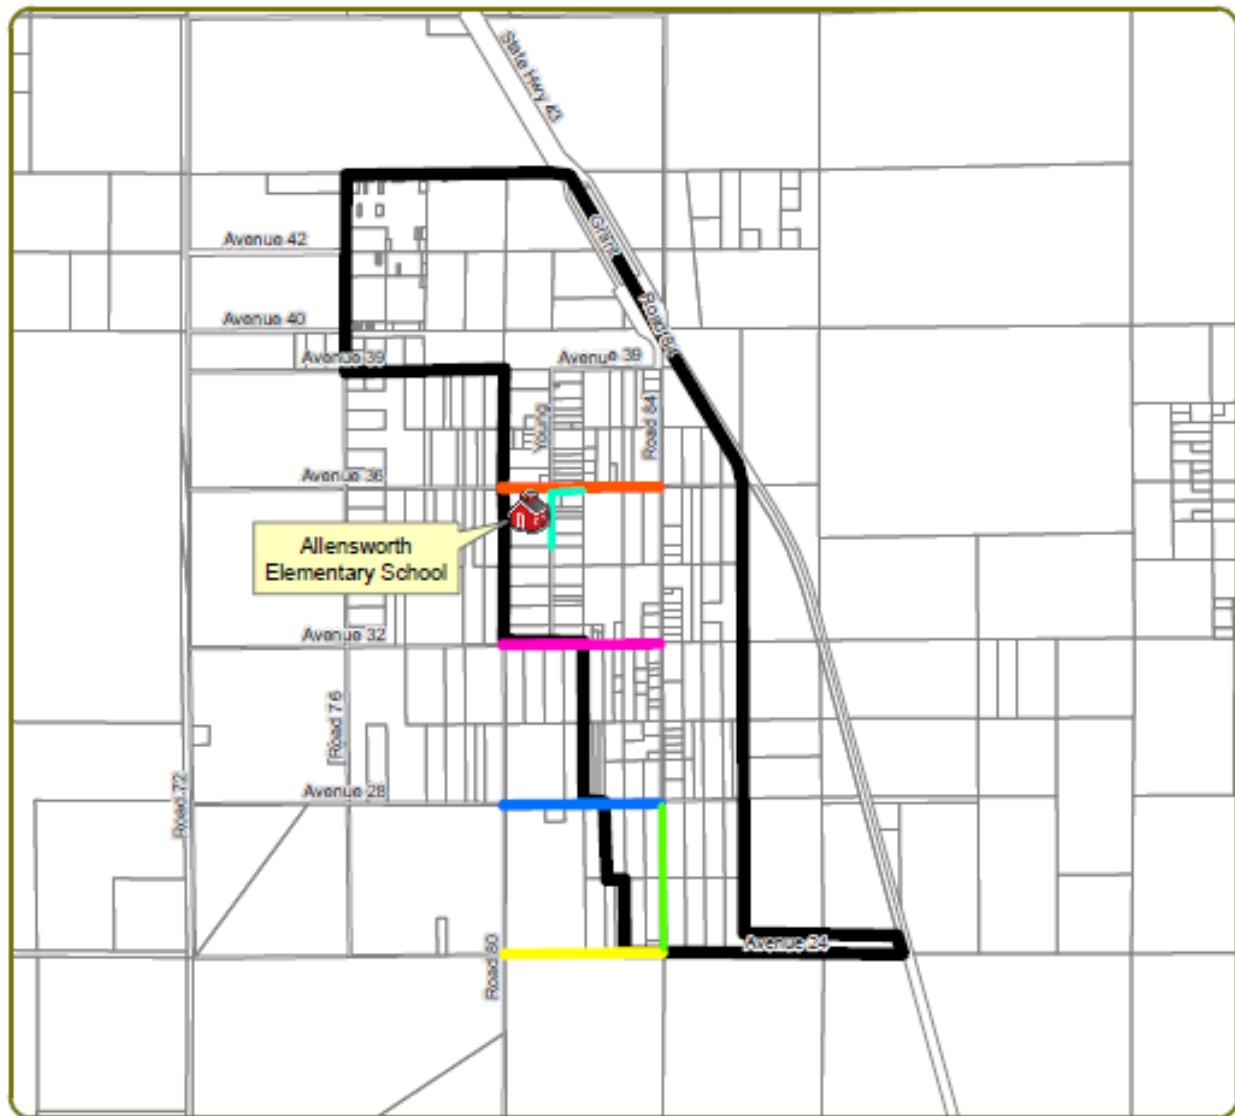 State Hwy 43
Avenue 42
Grant
Avenue 40
Road 84
Avenue 39
Avenue 39
Young
Road 84
Avenue 36
Allensworth
Elementary School
Avenue 32
Road 76
Avenue 28
Road 72
Avenue 24
Road 80